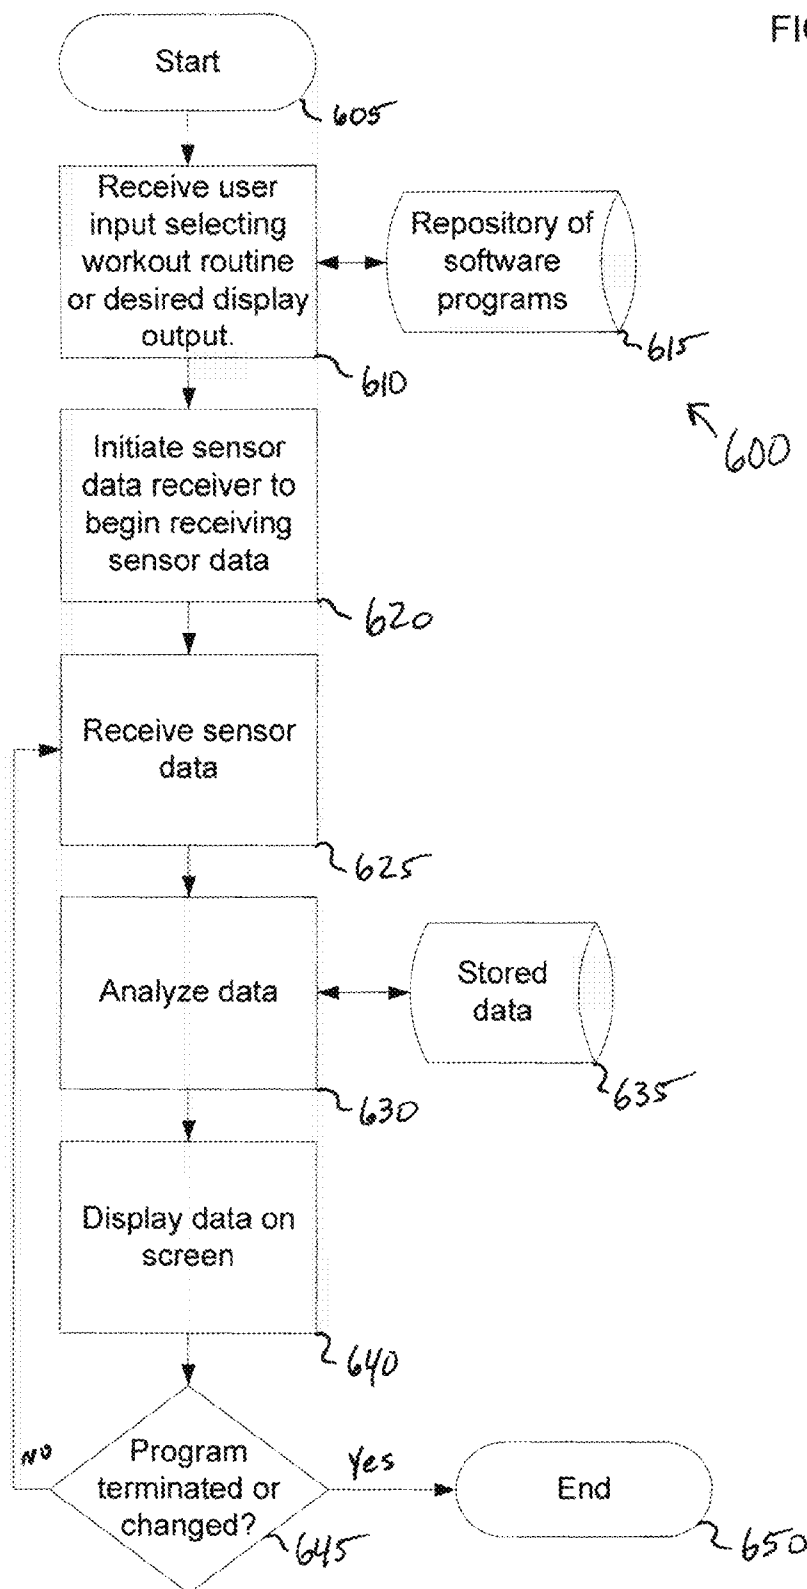 FIG
Start
605
Receive user
input selecting
workout routine
or desired display
output.
610
Repository of
software
programs
615
600
Initiate sensor
data receiver to
begin receiving
sensor data
620
Receive sensor
data
625
Analyze data
630
Stored
data
635
Display data on
screen
640
Program
terminated or
changed?
645
NO
Yes
End
650